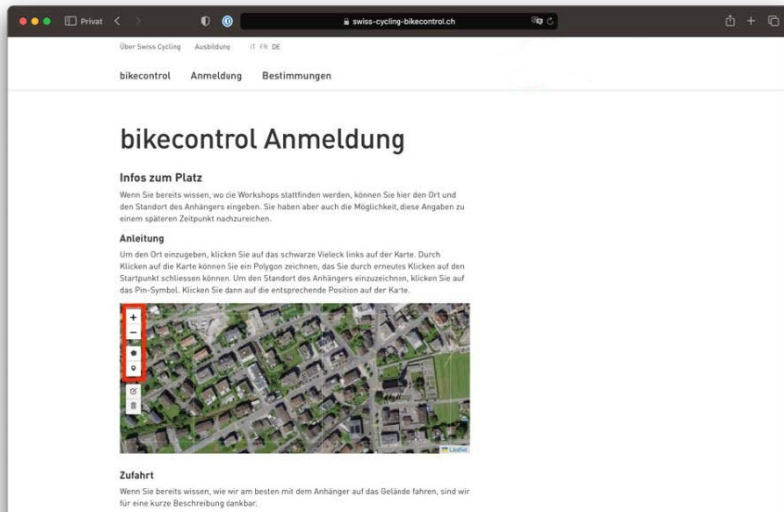 Privat
swiss-cycling-bikecontrol.ch
Über Swiss Cycling Ausbildung IT FR DE
bikecontrol Anmeldung Bestimmungen
bikecontrol Anmeldung
Infos zum Platz
Wenn Sie bereits wissen, wo die Workshops stattfinden werden, können Sie hier den Ort und
den Standort des Anhängers eingeben. Sie haben aber auch die Möglichkeit, diese Angaben zu
einem späteren Zeitpunkt nachzureichen.
Anleitung
Um den Ort einzugeben, klicken Sie auf das schwarze Vieleck links auf der Karte. Durch
Klicken auf die Karte können Sie ein Polygon zeichnen, das Sie durch erneutes Klicken auf den
Startpunkt schliessen können. Um den Standort des Anhängers einzuzeichnen, klicken Sie auf
das Pin-Symbol. Klicken Sie dann auf die entsprechende Position auf der Karte.
+
−
Leaflet
Zufahrt
Wenn Sie bereits wissen, wie wir am besten mit dem Anhänger auf das Gelände fahren, sind wir
für eine kurze Beschreibung dankbar.